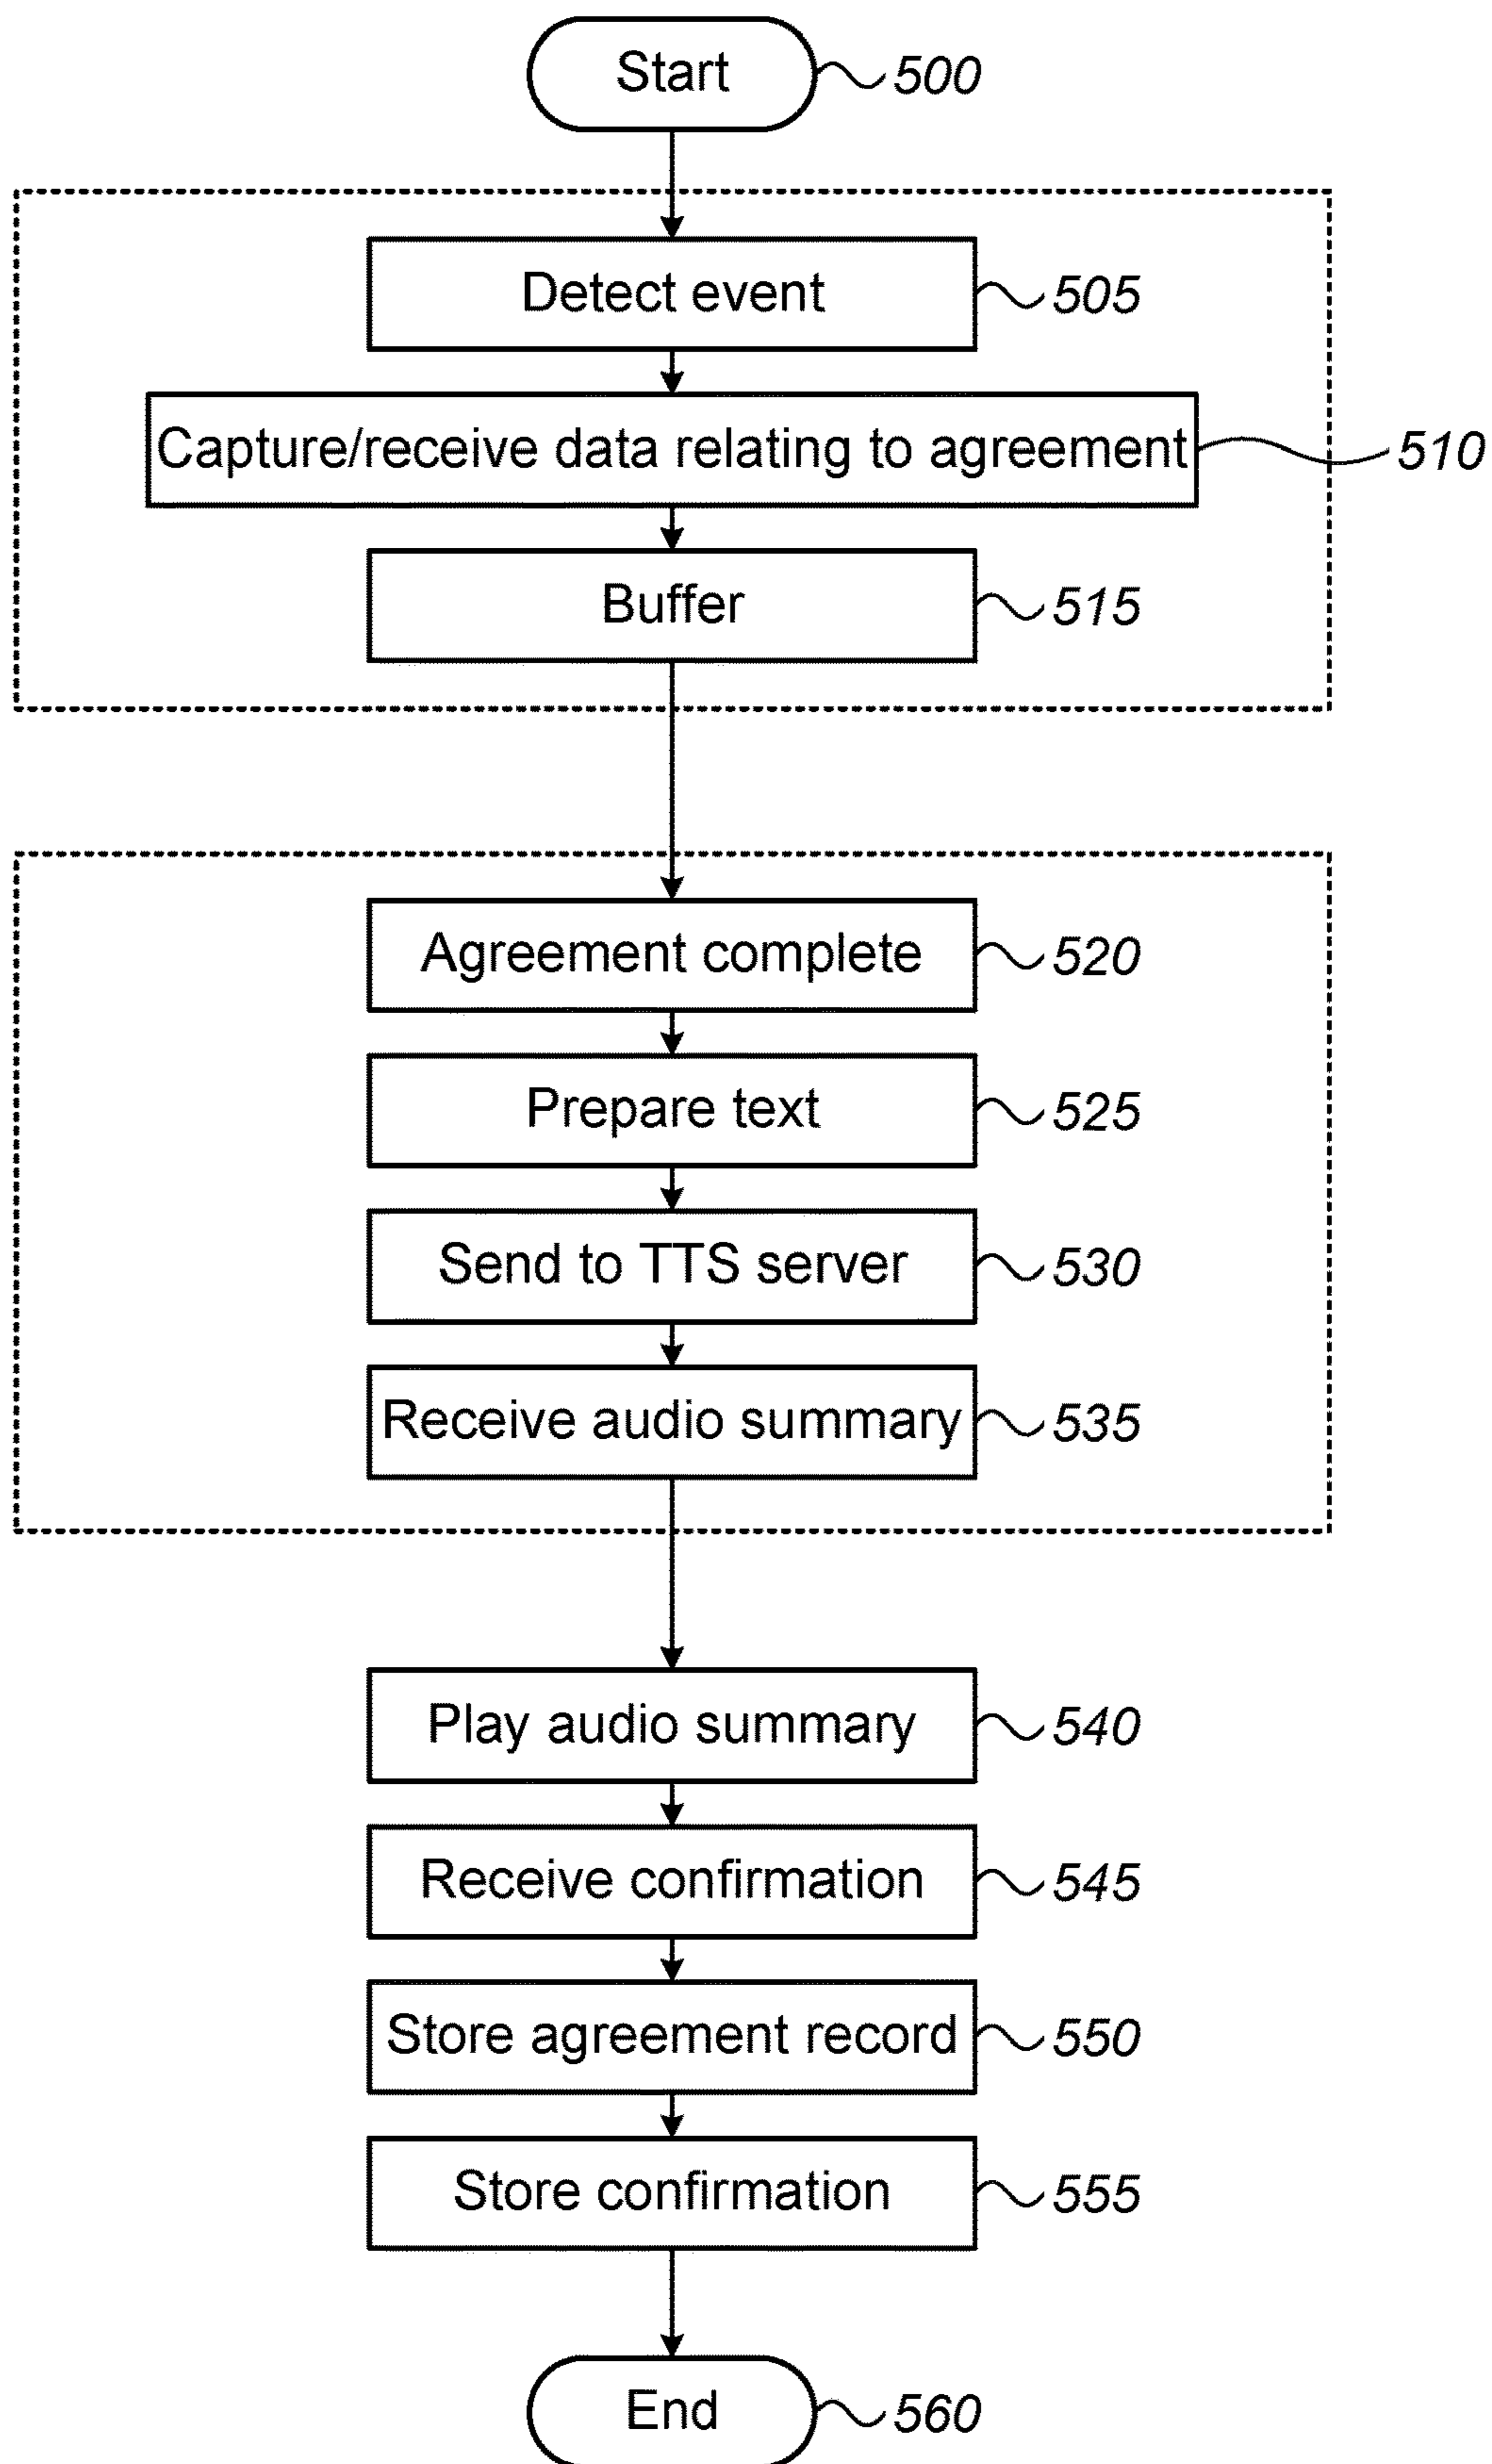 Start 500
Detect event 505
Capture/receive data relating to agreement 510
Buffer 515
Agreement complete 520
Prepare text 525
Send to TTS server 530
Receive audio summary 535
Play audio summary 540
Receive confirmation 545
Store agreement record 550
Store confirmation 555
End 560